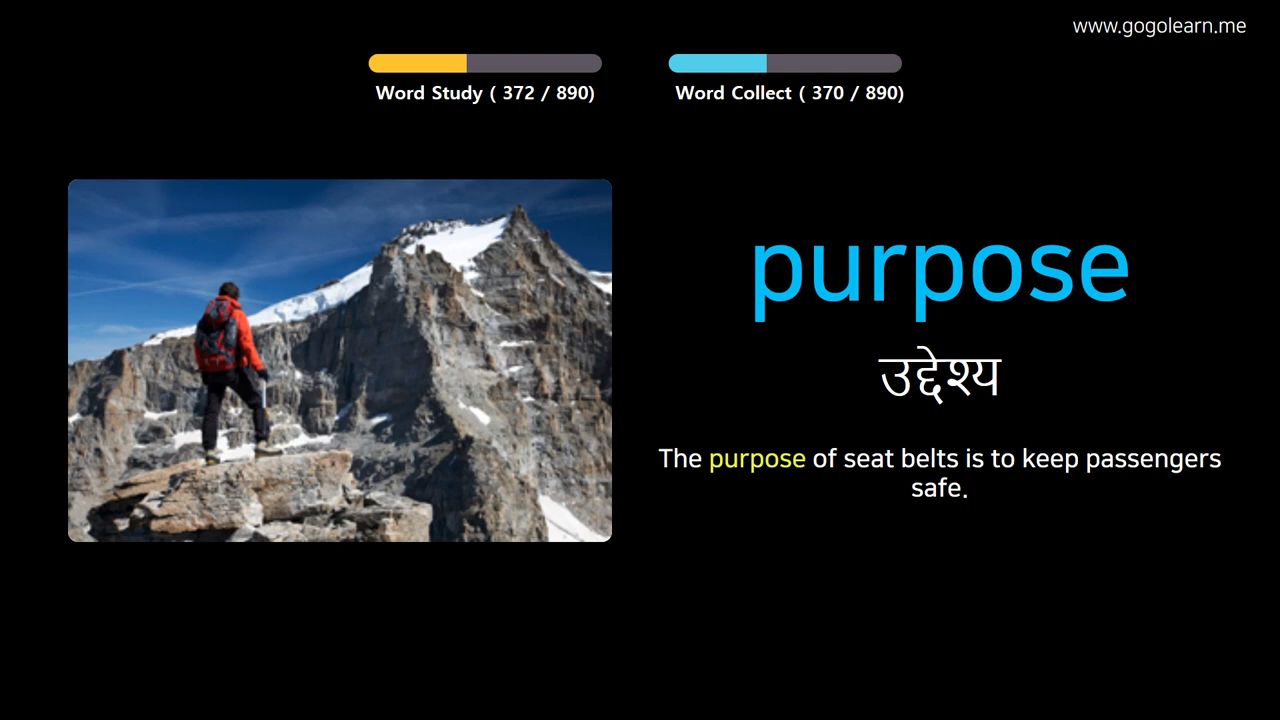 www.gogolearn.me
Word Study ( 372 / 890)
Word Collect ( 370 / 890)
purpose
उद्देश्य
The purpose of seat belts is to keep passengers
safe.